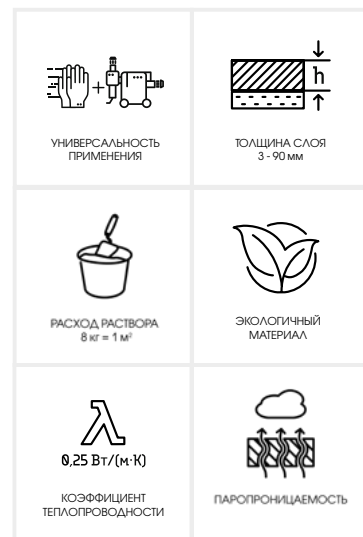 УНИВЕРСАЛЬНОСТЬ
ПРИМЕНЕНИЯ
h
ТОЛЩИНА СЛОЯ
3 - 90 мм
РАСХОД РАСТВОРА
8 кг = 1 м²
ЭКОЛОГИЧНЫЙ
МАТЕРИАЛ
λ
0,25 Вт/(м·К)
КОЭФФИЦИЕНТ
ТЕПЛОПРОВОДНОСТИ
ПАРОПРОНИЦАЕМОСТЬ